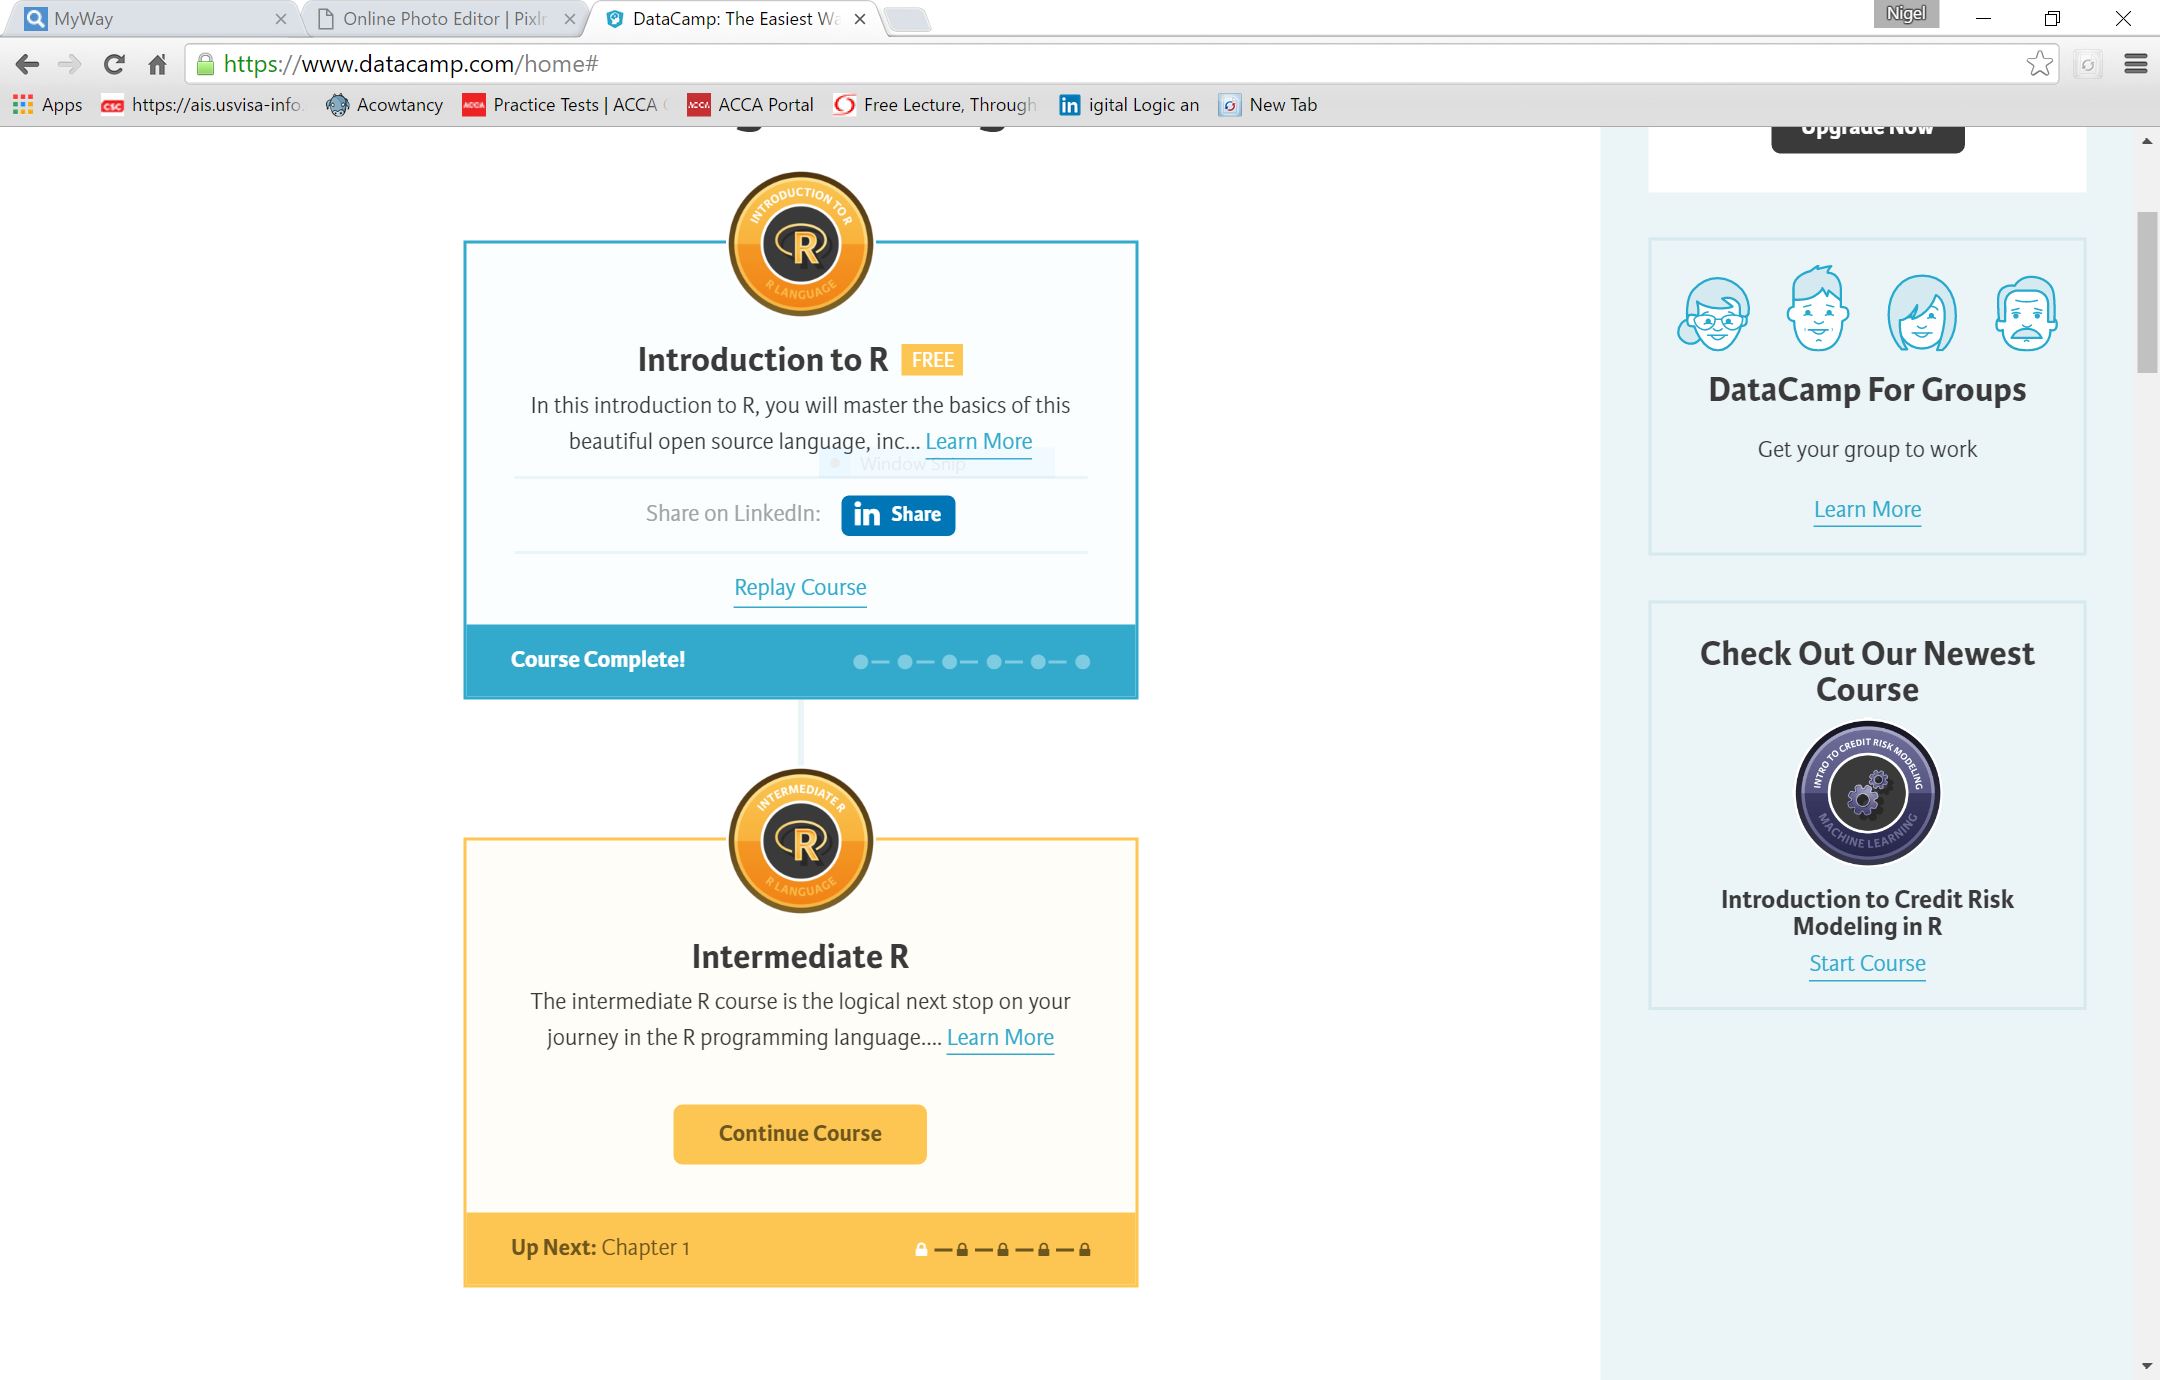 MyWay
Online Photo Editor | Pixlr
DataCamp: The Easiest Wa
Nigel
https://www.datacamp.com/home#
Apps
CSC
https://ais.usvisa-info.
Acowtancy
ACCA
Practice Tests | ACCA
ACCA
ACCA Portal
Free Lecture, Through
in
igital Logic an
New Tab
Upgrade Now
INTRODUCTION TO R
R
R LANGUAGE
Introduction to R FREE
In this introduction to R, you will master the basics of this
beautiful open source language, inc... Learn More
Window Snip
Share on LinkedIn: in Share
Replay Course
Course Complete!
INTERMEDIATE R
R
R LANGUAGE
Intermediate R
The intermediate R course is the logical next stop on your
journey in the R programming language.... Learn More
Continue Course
Up Next: Chapter 1
DataCamp For Groups
Get your group to work
Learn More
Check Out Our Newest
Course
INTRO TO CREDIT RISK MODELING
MACHINE LEARNING
Introduction to Credit Risk
Modeling in R
Start Course